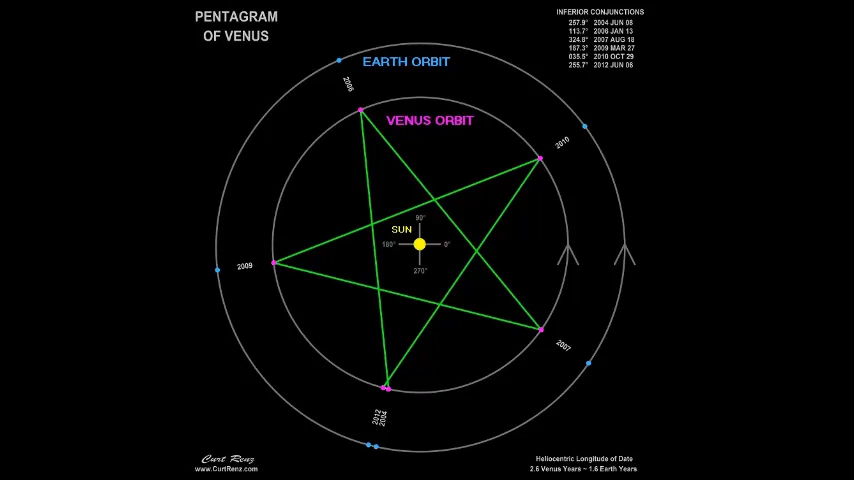 PENTAGRAM
OF VENUS
INFERIOR CONJUNCTIONS
257.9° 2004 JUN 08
113.7° 2006 JAN 13
324.8° 2007 AUG 18
187.3° 2009 MAR 27
035.5° 2010 OCT 29
255.7° 2012 JUN 06
EARTH ORBIT
2006
VENUS ORBIT
2010
90°
SUN
180°
0°
270°
2009
2007
2012
2004
Curt Renz
www.CurtRenz.com
Heliocentric Longitude of Date
2.6 Venus Years ~ 1.6 Earth Years